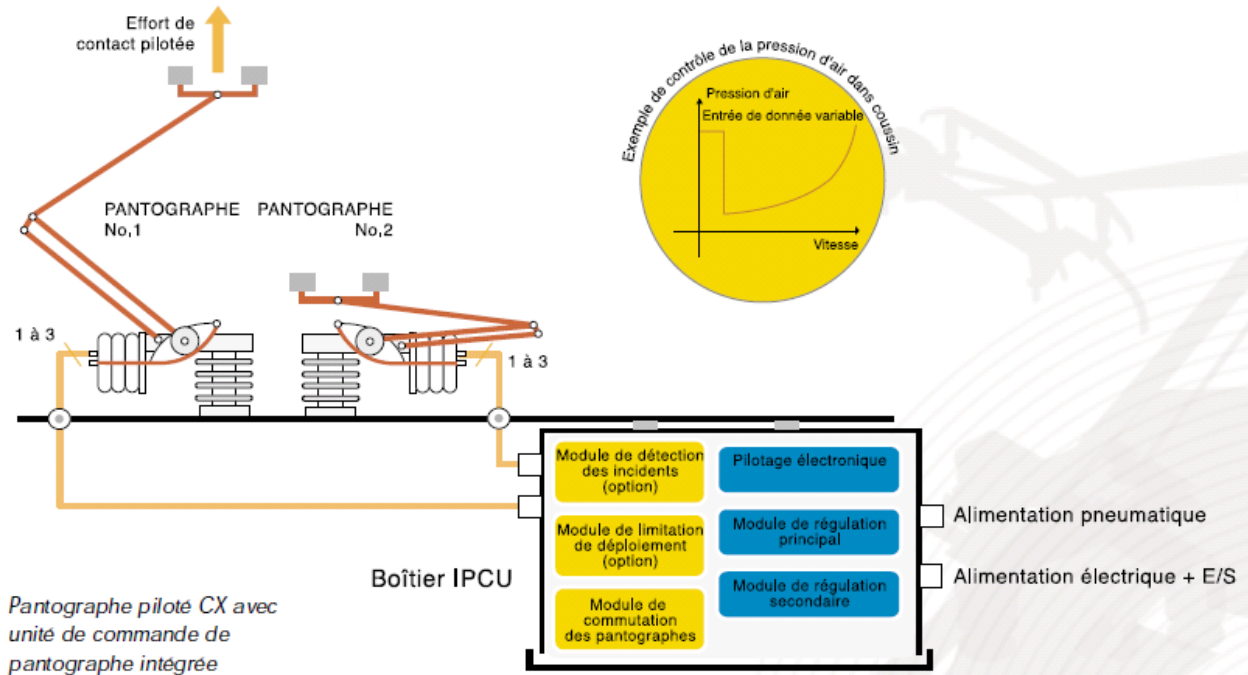 Effort de
contact pilotée
Exemple de contrôle de la pression d'air dans coussin
Pression d'air
Entrée de donnée variable
Vitesse
PANTOGRAPHE
No,1
PANTOGRAPHE
No,2
1 à 3
1 à 3
Module de détection
des incidents
(option)
Module de limitation
de déploiement
(option)
Module de
commutation
des pantographes
Pilotage électronique
Module de régulation
principal
Module de régulation
secondaire
Alimentation pneumatique
Alimentation électrique + E/S
Boîtier IPCU
Pantographe piloté CX avec
unité de commande de
pantographe intégrée